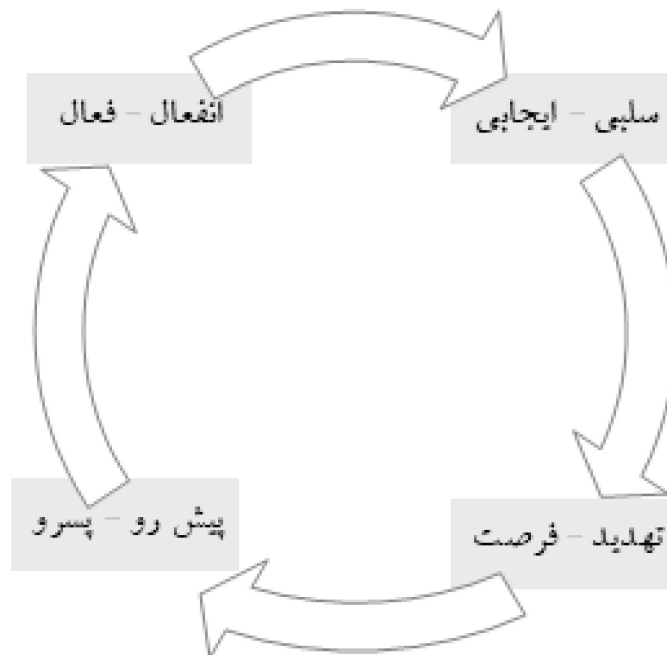 سلبی – ایجابی
انفعال – فعال
تهدید – فرصت
پیش رو – پسرو